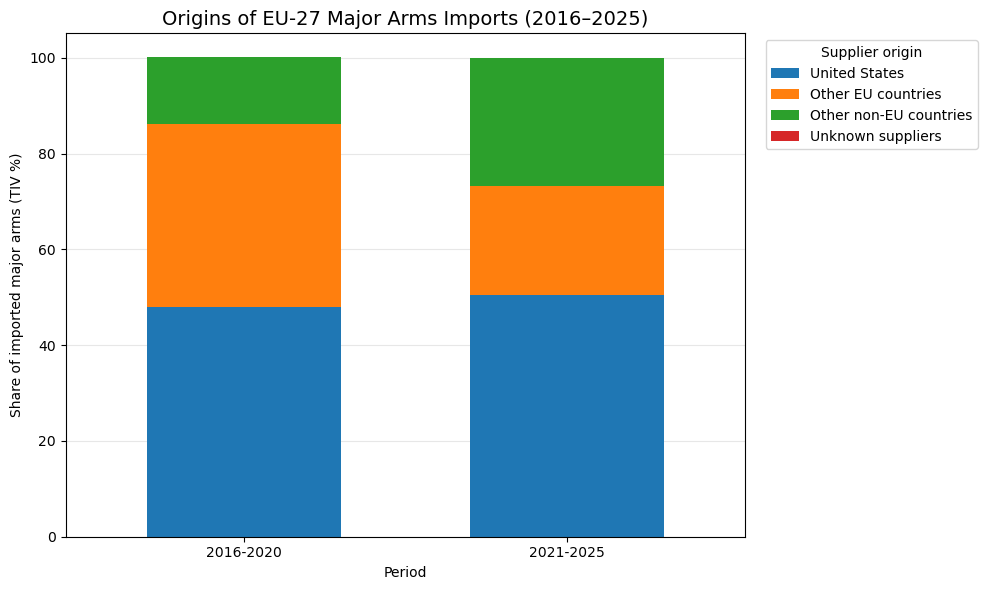 Origins of EU-27 Major Arms Imports (2016–2025)
Share of imported major arms (TIV %)
100
80
60
40
20
0
2016-2020
2021-2025
Period
Supplier origin
United States
Other EU countries
Other non-EU countries
Unknown suppliers